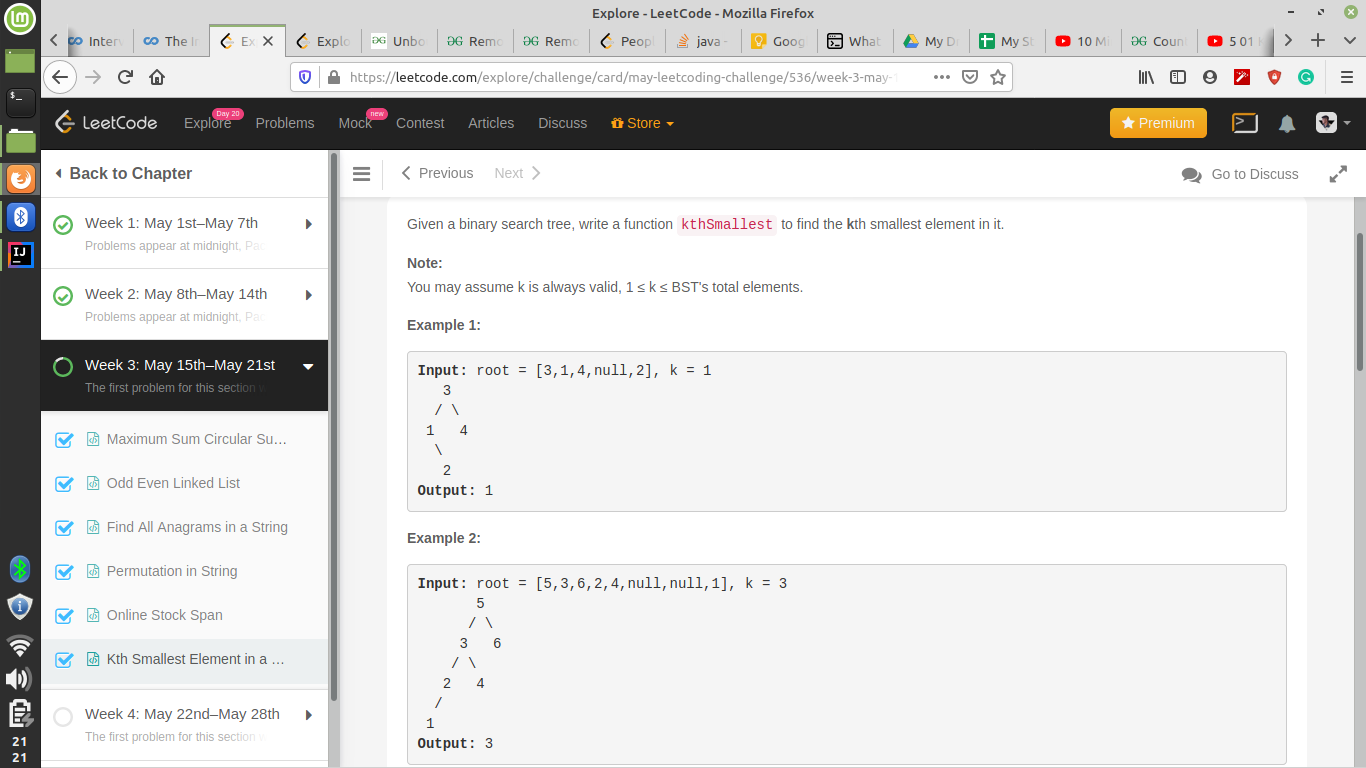 Explore - LeetCode - Mozilla Firefox
Interv
The In
Ex
Explo
Unbo
Remo
Remo
Peopl
java -
Goog
What
My Dr
My St
10 Mi
Coun
5 01
https://leetcode.com/explore/challenge/card/may-leetcoding-challenge/536/week-3-may-1
LeetCode
Explore
Day 20
Problems
Mock
new
Contest
Articles
Discuss
Store
Premium
Back to Chapter
Previous
Next
Go to Discuss
Week 1: May 1st–May 7th
Problems appear at midnight, Pac
Week 2: May 8th–May 14th
Problems appear at midnight, Pac
Week 3: May 15th–May 21st
The first problem for this section w
Maximum Sum Circular Su...
Odd Even Linked List
Find All Anagrams in a String
Permutation in String
Online Stock Span
Kth Smallest Element in a ...
Week 4: May 22nd–May 28th
The first problem for this section w
Given a binary search tree, write a function kthSmallest to find the kth smallest element in it.
Note:
You may assume k is always valid, 1 ≤ k ≤ BST's total elements.
Example 1:
Input: root = [3,1,4,null,2], k = 1
   3
  / \
 1   4
  \
   2
Output: 1
Example 2:
Input: root = [5,3,6,2,4,null,null,1], k = 3
       5
      / \
     3   6
    / \
   2   4
  /
 1
Output: 3
IJ
21
21